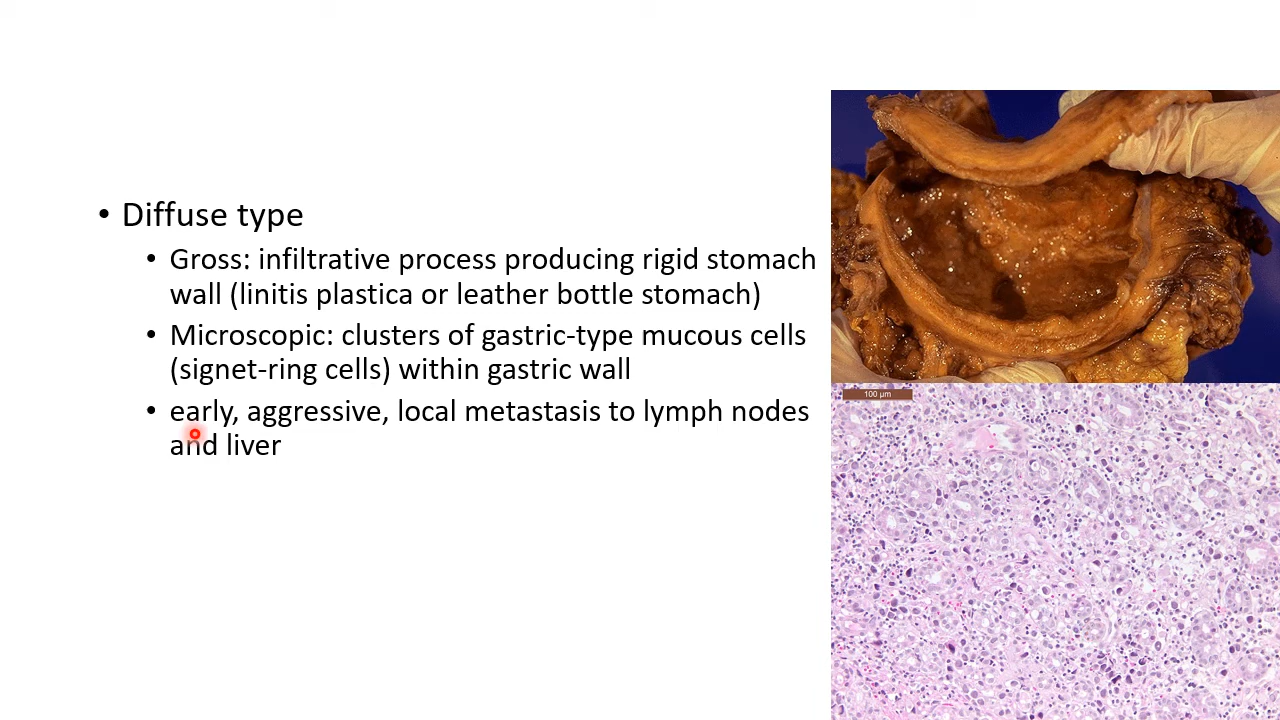 • Diffuse type
• Gross: infiltrative process producing rigid stomach
wall (linitis plastica or leather bottle stomach)
• Microscopic: clusters of gastric-type mucous cells
(signet-ring cells) within gastric wall
• early, aggressive, local metastasis to lymph nodes
and liver
100 µm